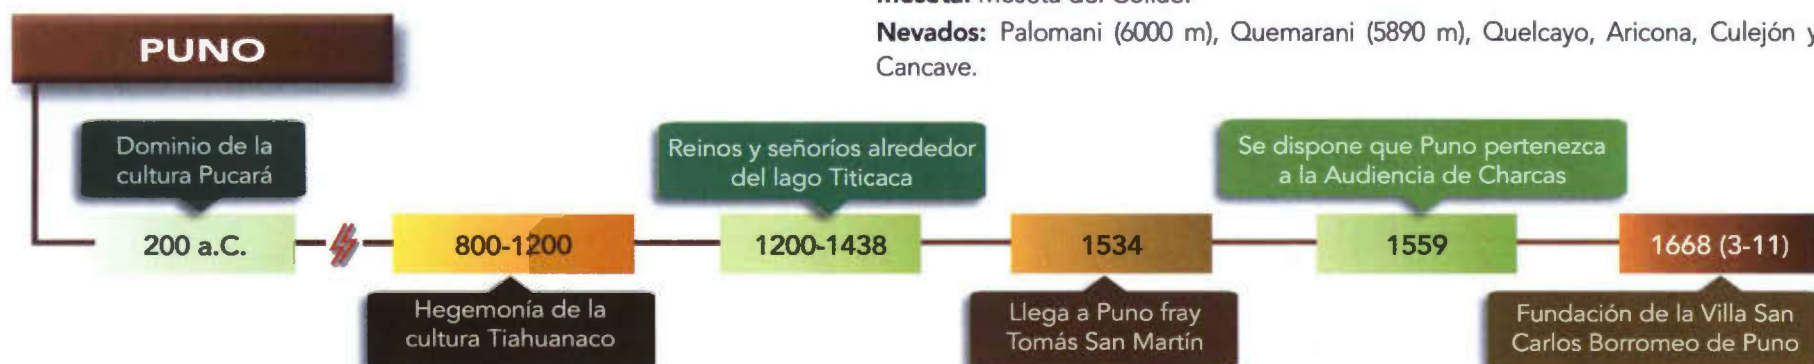 Nevados: Palomani (6000 m), Quemarani (5890 m), Quelcayo, Aricona, Culejón y
Cancave.
PUNO
Dominio de la
cultura Pucará
200 a.C.
800-1200
Hegemonía de la
cultura Tiahuanaco
Reinos y señoríos alrededor
del lago Titicaca
1200-1438
1534
Llega a Puno fray
Tomás San Martín
Se dispone que Puno pertenezca
a la Audiencia de Charcas
1559
1668 (3-11)
Fundación de la Villa San
Carlos Borromeo de Puno